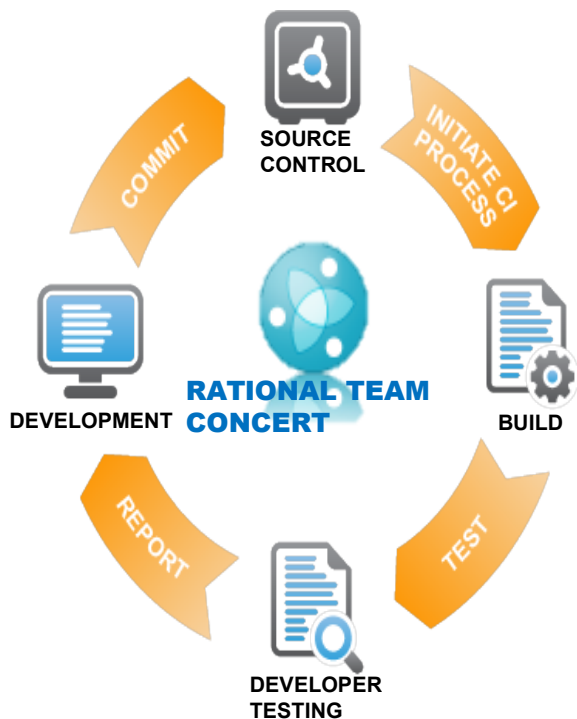 SOURCE
CONTROL
COMMIT
INITIATE CI
PROCESS
DEVELOPMENT
RATIONAL TEAM
CONCERT
BUILD
REPORT
TEST
DEVELOPER
TESTING